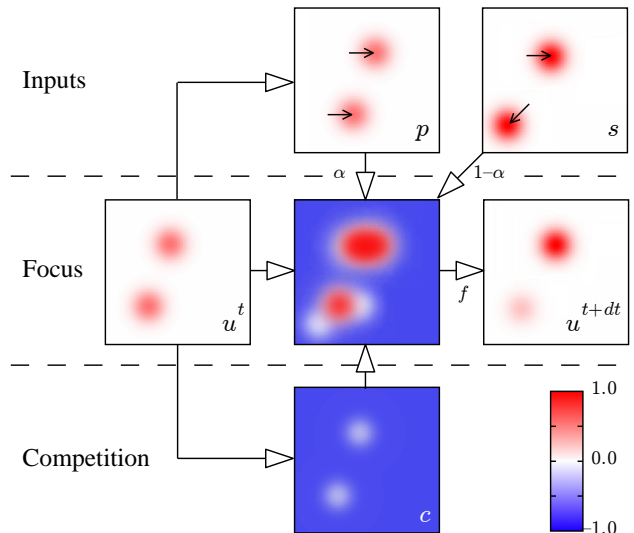 Inputs
p
s
α
1–α
Focus
u^t
f
u^{t+dt}
1.0
0.0
–1.0
Competition
c